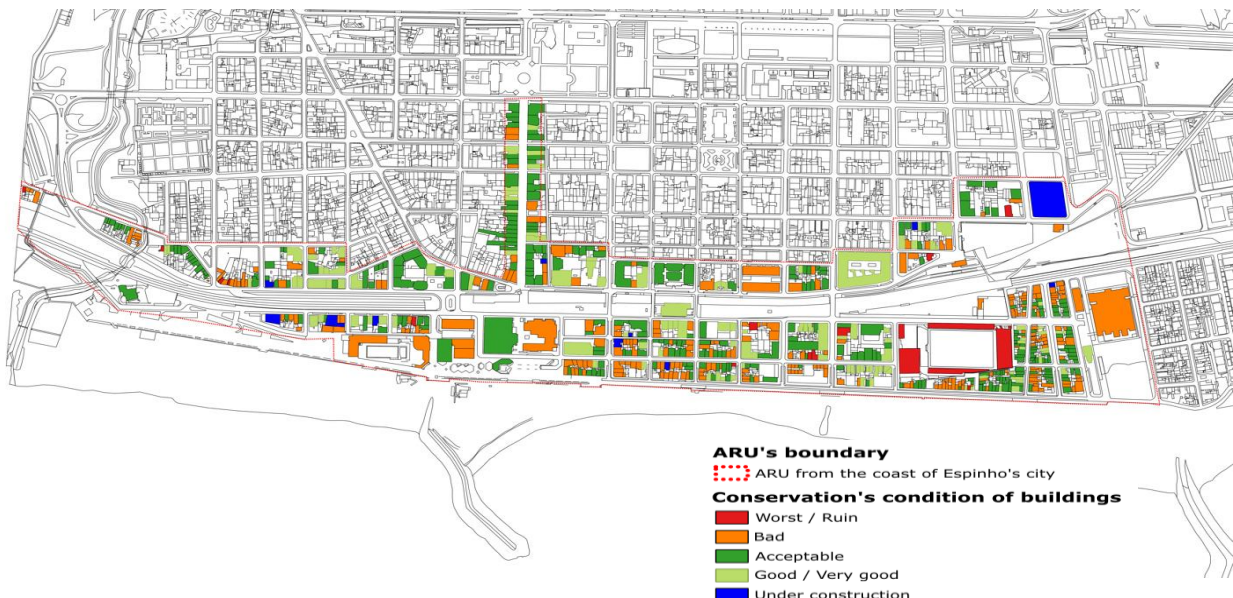 ARU's boundary
ARU from the coast of Espinho's city
Conservation's condition of buildings
Worst / Ruin
Bad
Acceptable
Good / Very good
Under construction